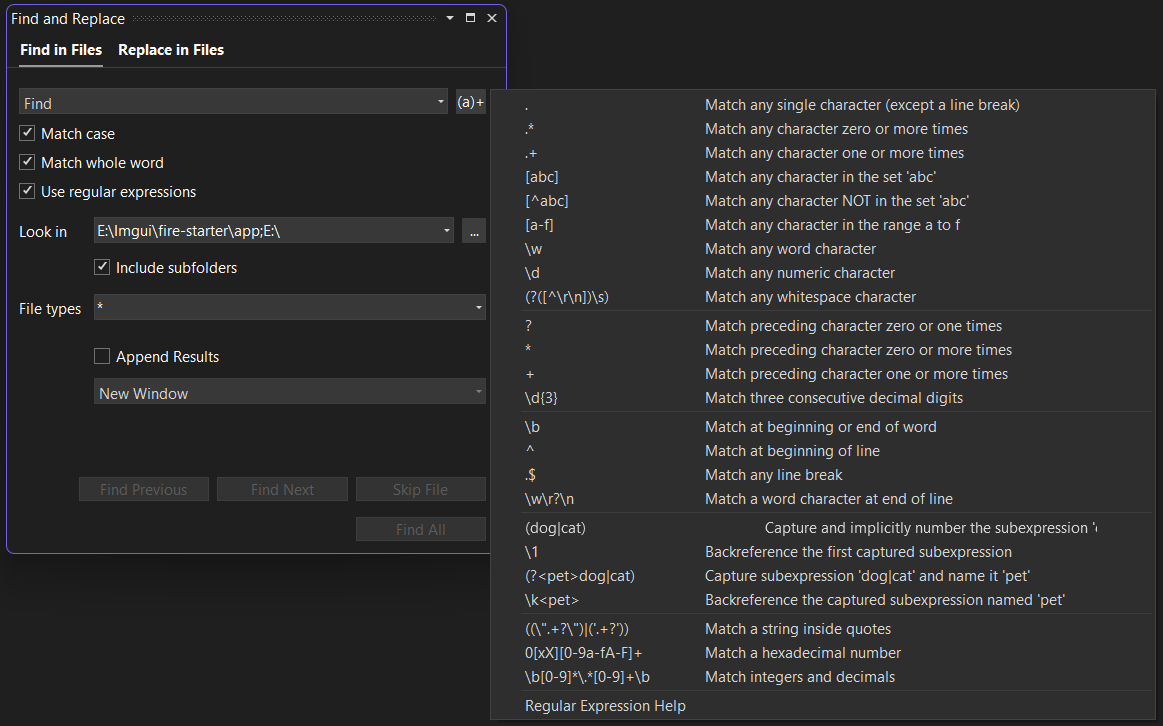 Find and Replace
Find in Files Replace in Files
Find (a)+
Match case
Match whole word
Use regular expressions
Look in E:\Imgui\fire-starter\app;E:\ ...
Include subfolders
File types *
Append Results
New Window
Find Previous Find Next Skip File
Find All
. Match any single character (except a line break)
.* Match any character zero or more times
.+ Match any character one or more times
[abc] Match any character in the set 'abc'
[^abc] Match any character NOT in the set 'abc'
[a-f] Match any character in the range a to f
\w Match any word character
\d Match any numeric character
(?([^\r\n])\s) Match any whitespace character
? Match preceding character zero or one times
* Match preceding character zero or more times
+ Match preceding character one or more times
\d{3} Match three consecutive decimal digits
\b Match at beginning or end of word
^ Match at beginning of line
.$ Match any line break
\w\r?\n Match a word character at end of line
(dog|cat) Capture and implicitly number the subexpression '
\1 Backreference the first captured subexpression
(?<pet>dog|cat) Capture subexpression 'dog|cat' and name it 'pet'
\k<pet> Backreference the captured subexpression named 'pet'
((\".+?\")|('.+?')) Match a string inside quotes
0[xX][0-9a-fA-F]+ Match a hexadecimal number
\b[0-9]*\.*[0-9]+\b Match integers and decimals
Regular Expression Help